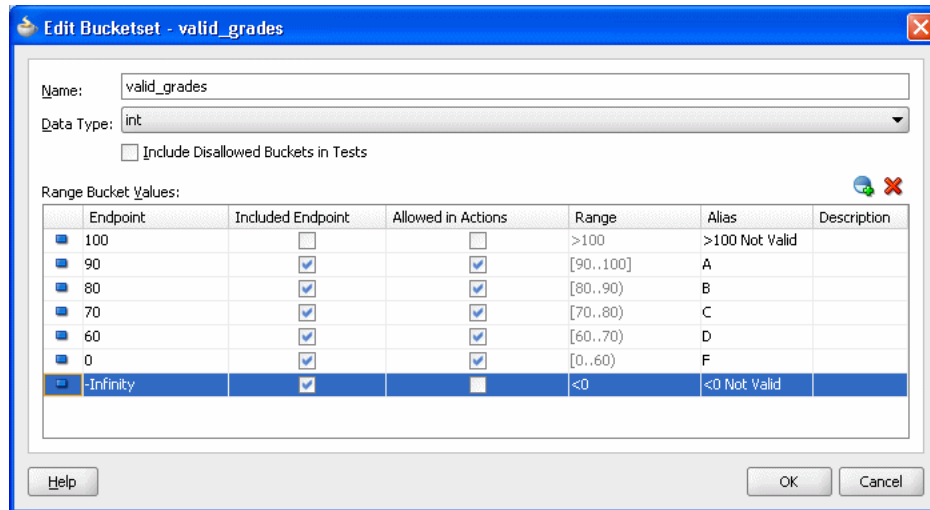 Edit Bucketset - valid_grades
Name: valid_grades
Data Type: int
Include Disallowed Buckets in Tests
Range Bucket Values:
Endpoint Included Endpoint Allowed in Actions Range Alias Description
100 >100 >100 Not Valid
90 [90..100] A
80 [80..90) B
70 [70..80) C
60 [60..70) D
0 [0..60) F
-Infinity <0 <0 Not Valid
Help OK Cancel